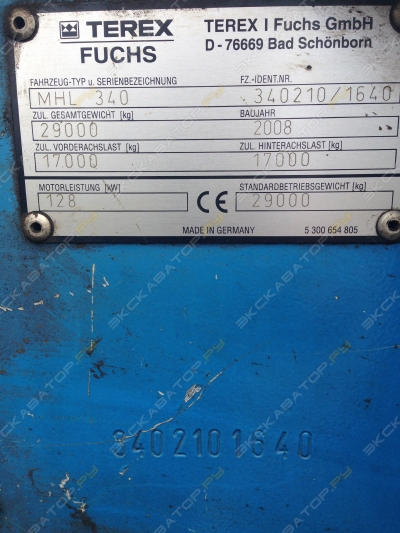 TEREX
FUCHS
TEREX I Fuchs GmbH
D - 76669 Bad Schönborn
FAHRZEUG-TYP u. SERIENBEZEICHNUNG
FZ.-IDENT.NR.
MHL 340
340210/1640
ZUL. GESAMTGEWICHT [kg]
BAUJAHR
29000
2008
ZUL. VORDERACHSLAST [kg]
ZUL. HINTERACHSLAST [kg]
17000
17000
MOTORLEISTUNG [kW]
STANDARDBETRIEBSGEWICHT [kg]
128
CE
29000
MADE IN GERMANY
5 300 654 805
3402101640
ЭКСКАВАТОР.РУ